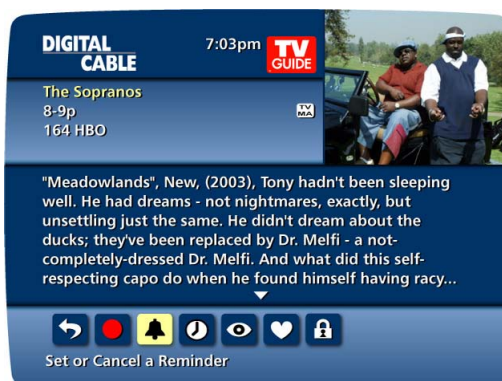 DIGITAL
CABLE
7:03pm
TV
GUIDE
The Sopranos
8-9p
164 HBO
TV
MA
"Meadowlands", New, (2003), Tony hadn't been sleeping
well. He had dreams - not nightmares, exactly, but
unsettling just the same. He didn't dream about the
ducks; they've been replaced by Dr. Melfi - a not-
completely-dressed Dr. Melfi. And what did this self-
respecting capo do when he found himself having racy...
Set or Cancel a Reminder